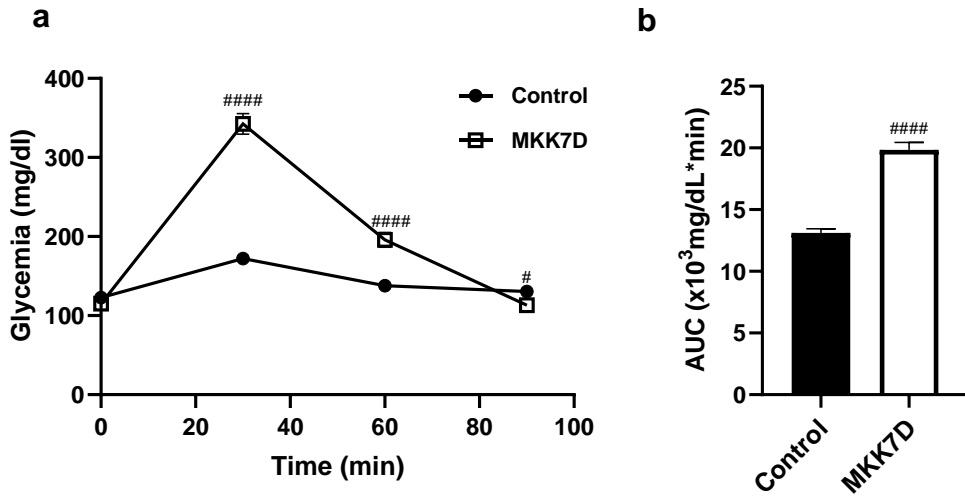 a
Glycemia (mg/dl)
400
300
200
100
0
####
####
#
Control
MKK7D
0 20 40 60 80 100
Time (min)
b
AUC (x10³mg/dL*min)
25
20
15
10
5
0
####
Control
MKK7D